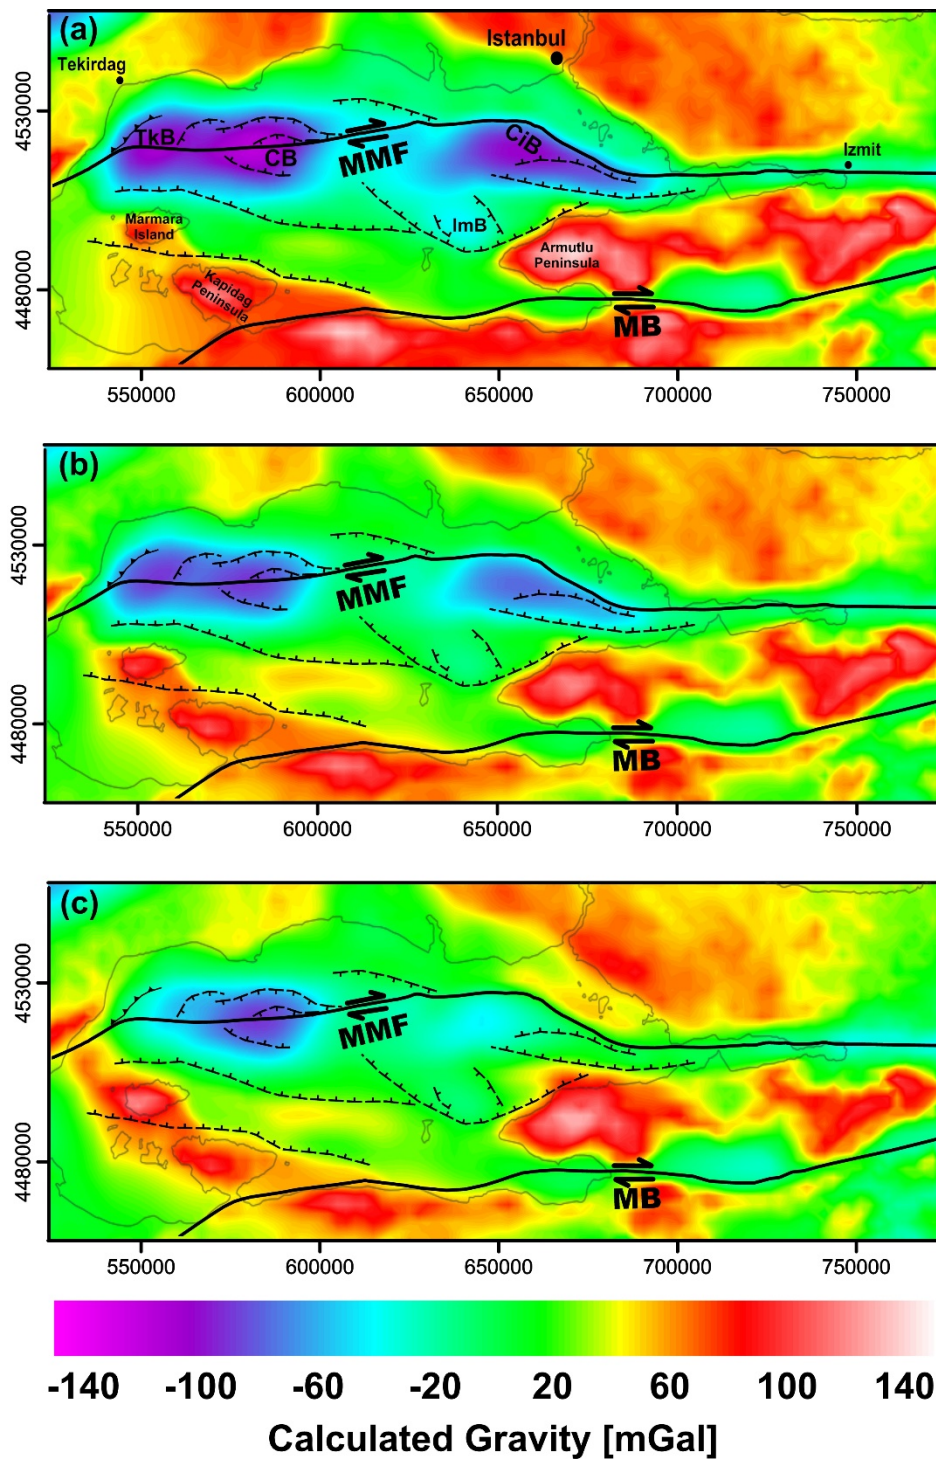 (a)
Istanbul
Tekirdag
4530000
TkB
CB
MMF
CiB
Izmit
Marmara
Island
ImB
Armutlu
Peninsula
Kapidag
Peninsula
4480000
MB
550000 600000 650000 700000 750000
(b)
4530000
MMF
4480000
MB
550000 600000 650000 700000 750000
(c)
4530000
MMF
4480000
MB
550000 600000 650000 700000 750000
-140 -100 -60 -20 20 60 100 140
Calculated Gravity [mGal]